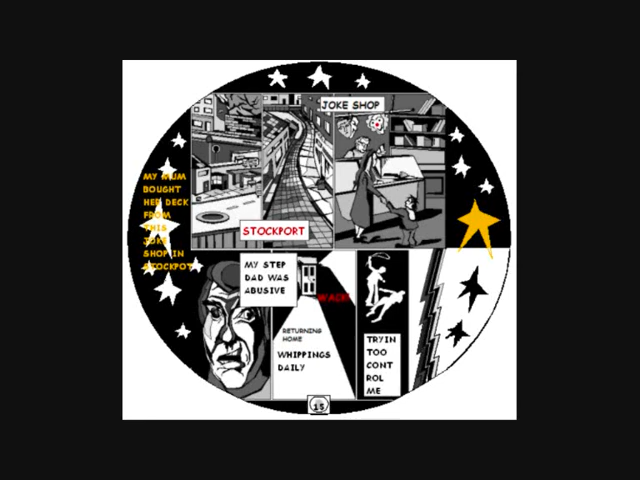 JOKE SHOP
MY MUM
BOUGHT
HER DECK
FROM
THIS
JOKE
SHOP IN
STOCKPOT
STOCKPORT
MY STEP
DAD WAS
ABUSIVE
RETURNING
HOME
WHIPPINGS
DAILY
TRYIN
TOO
CONT
ROL
ME
15